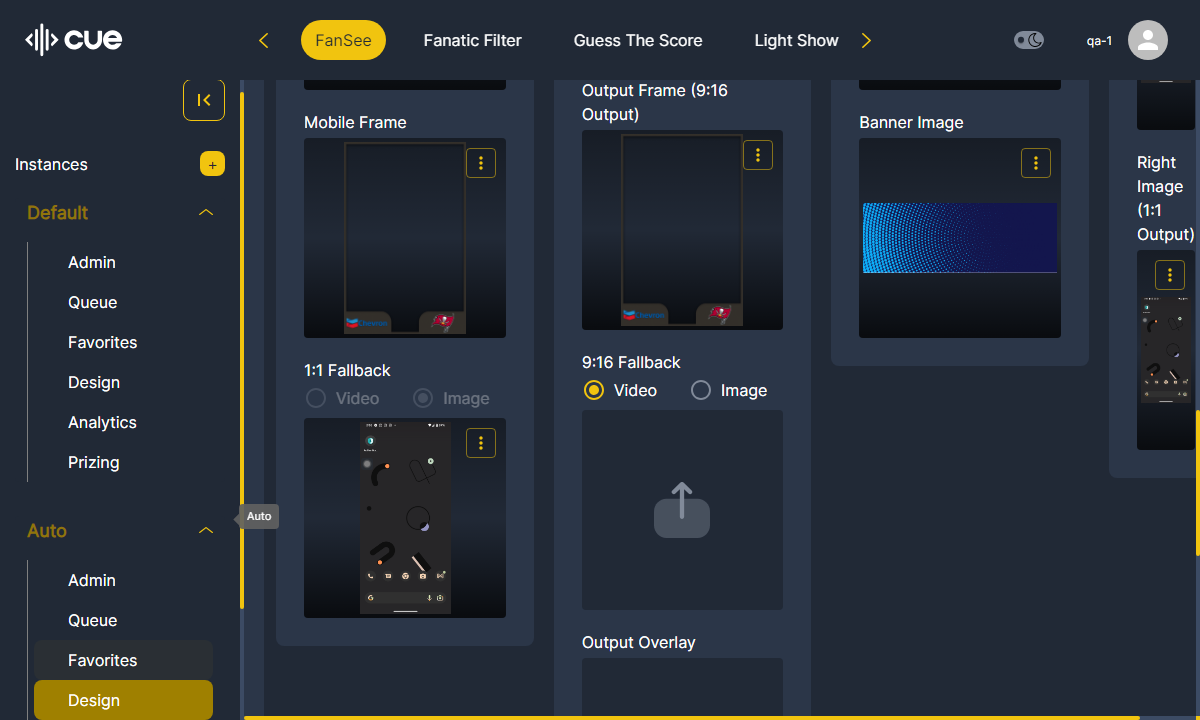 cue
FanSee
Fanatic Filter
Guess The Score
Light Show
qa-1
Instances
+
Default
Admin
Queue
Favorites
Design
Analytics
Prizing
Auto
Admin
Queue
Favorites
Design
Auto
Mobile Frame
1:1 Fallback
Video
Image
Output Frame (9:16
Output)
9:16 Fallback
Video
Image
Output Overlay
Banner Image
Right
Image
(1:1
Output)